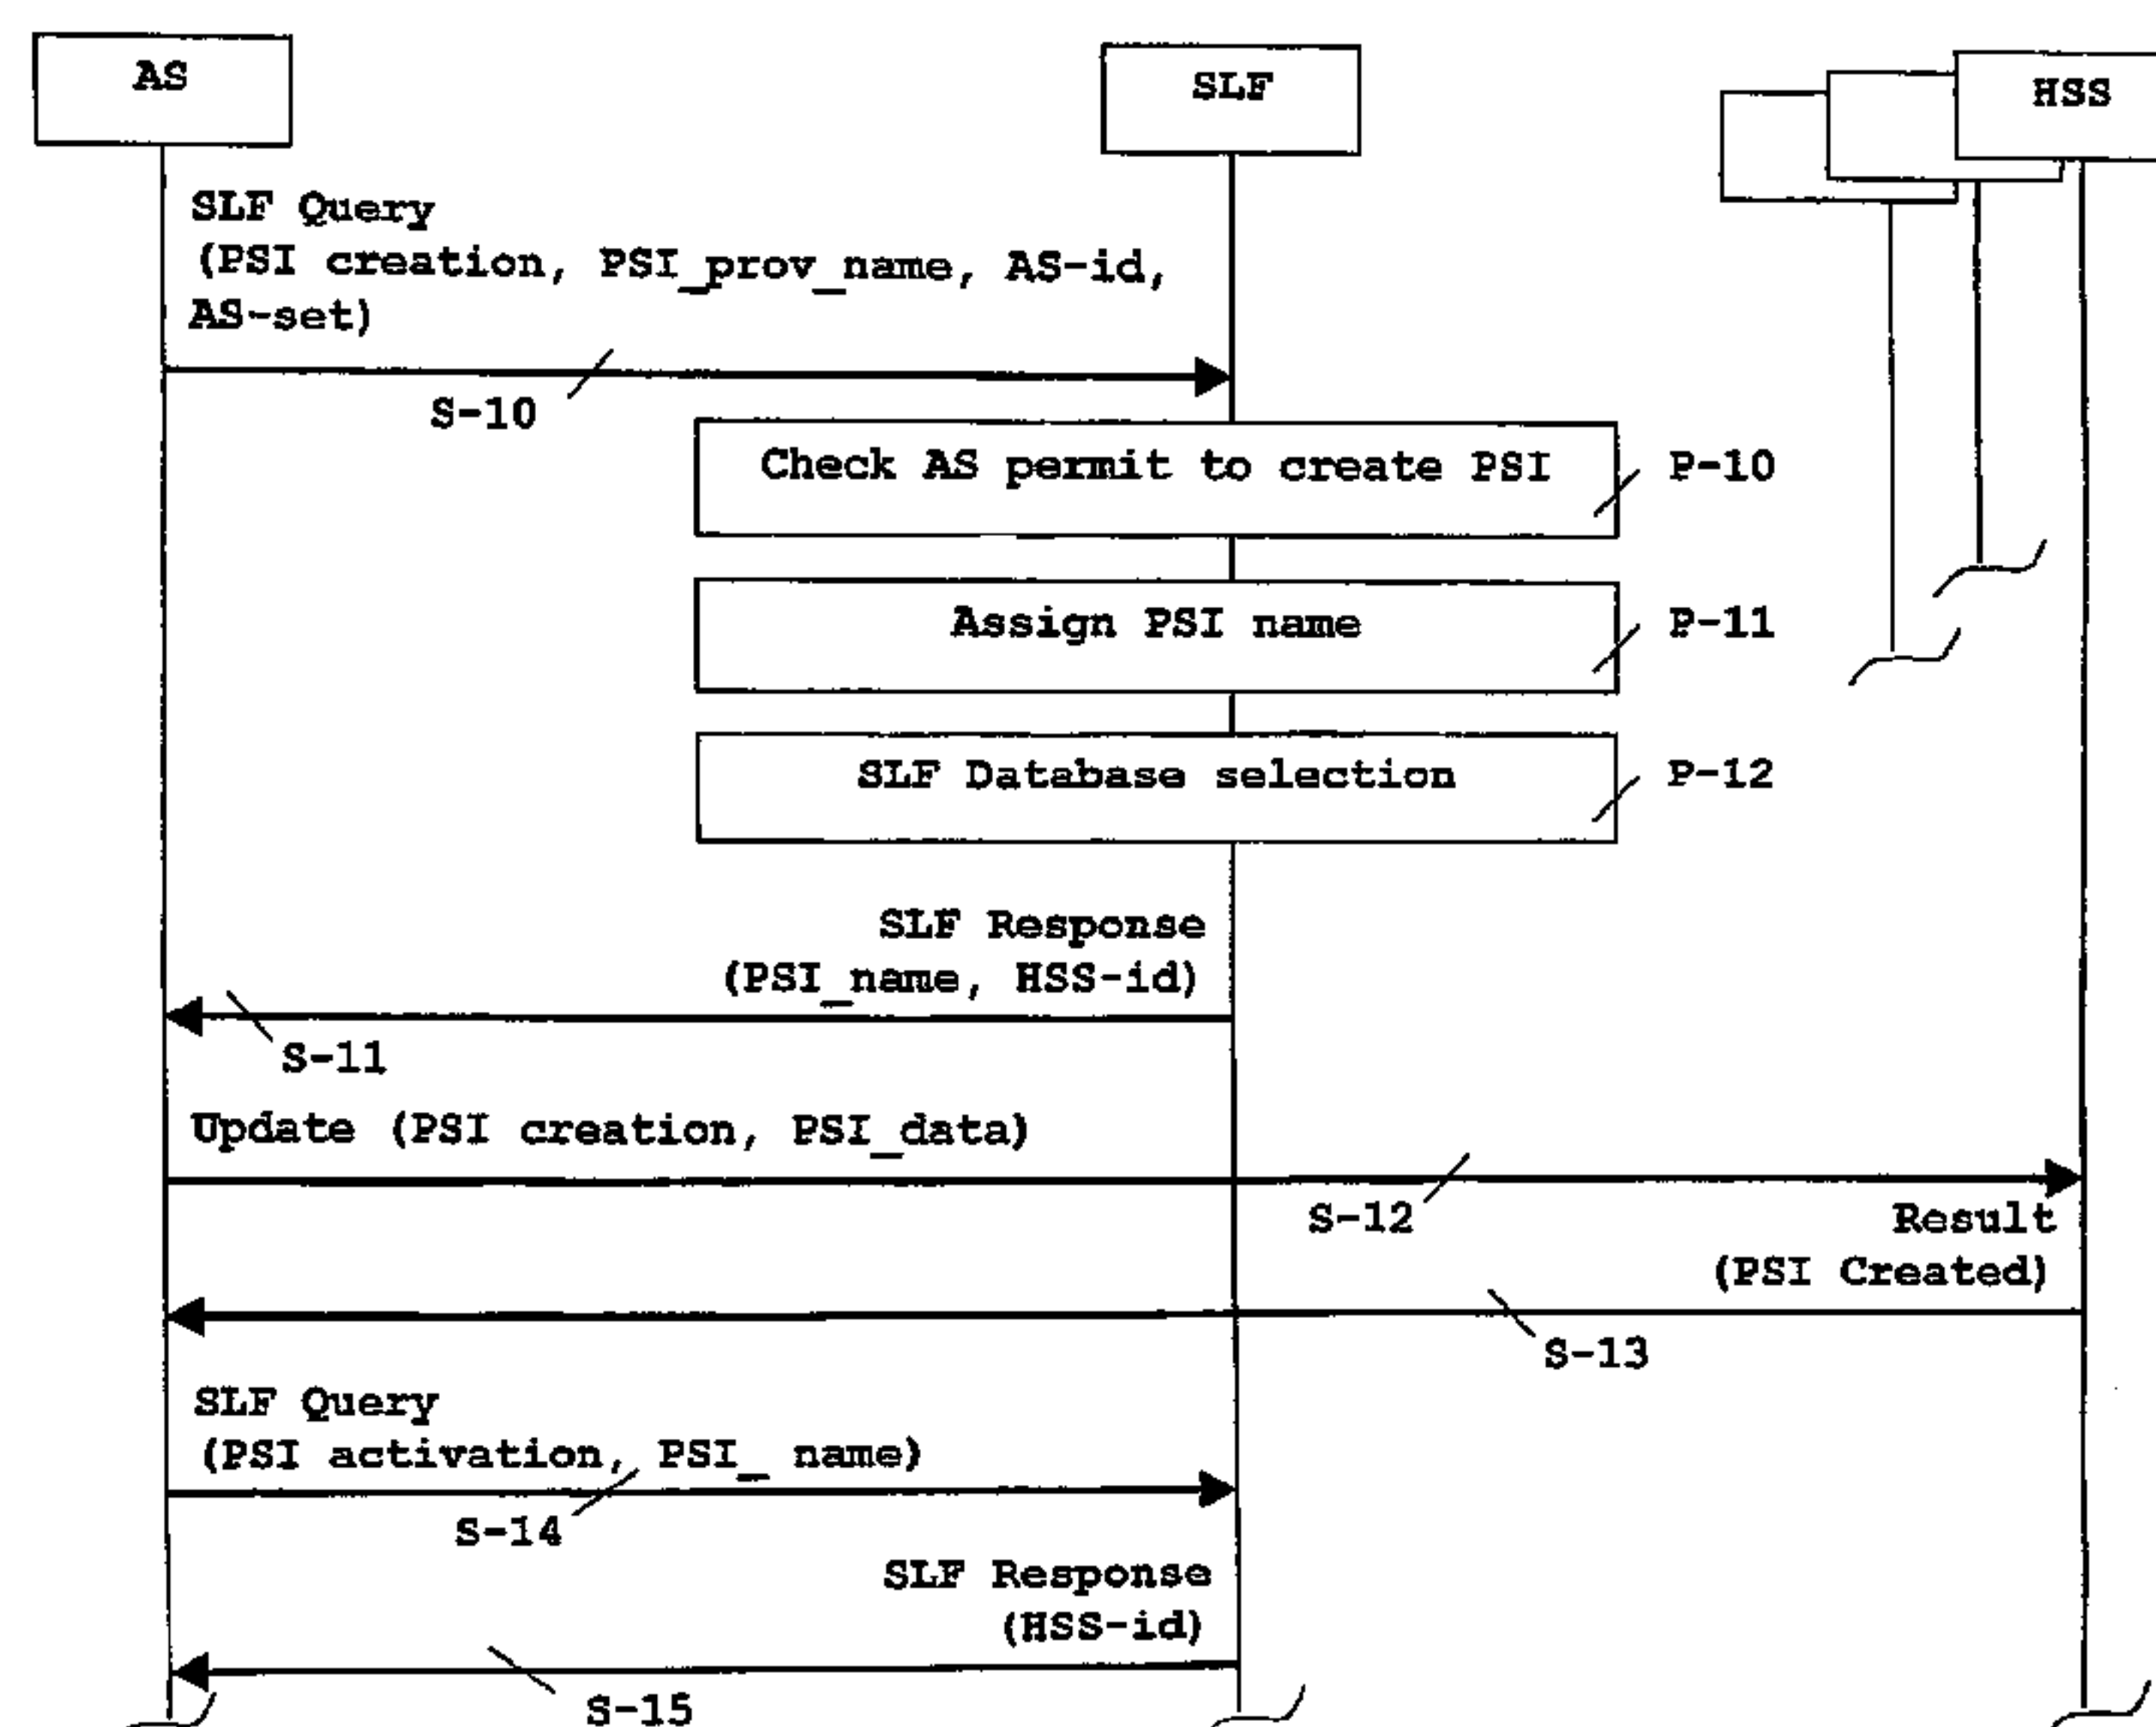 AS
SLF
HSS
SLF Query
(PSI creation, PSI_prov_name, AS-id,
AS-set)
S-10
Check AS permit to create PSI
P-10
Assign PSI name
P-11
SLF Database selection
P-12
SLF Response
(PSI_name, HSS-id)
S-11
Update (PSI creation, PSI_data)
S-12
Result
(PSI Created)
S-13
SLF Query
(PSI activation, PSI_ name)
S-14
SLF Response
(HSS-id)
S-15